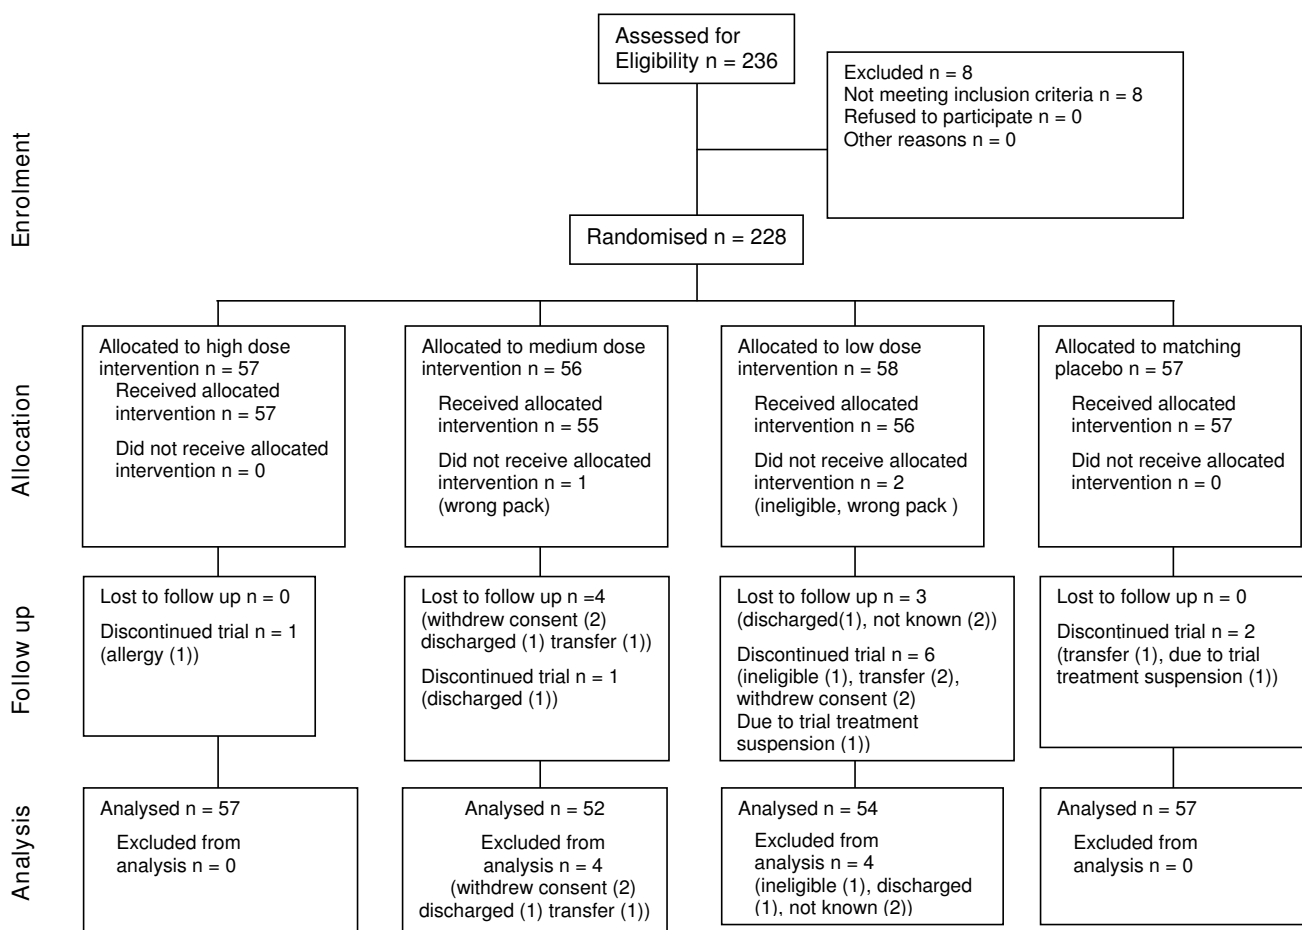 Assessed for
Eligibility n = 236
Excluded n = 8
Not meeting inclusion criteria n = 8
Refused to participate n = 0
Other reasons n = 0
Enrolment
Randomised n = 228
Allocation
Allocated to high dose
intervention n = 57
Received allocated
intervention n = 57
Did not receive allocated
intervention n = 0
Allocated to medium dose
intervention n = 56
Received allocated
intervention n = 55
Did not receive allocated
intervention n = 1
(wrong pack)
Allocated to low dose
intervention n = 58
Received allocated
intervention n = 56
Did not receive allocated
intervention n = 2
(ineligible, wrong pack )
Allocated to matching
placebo n = 57
Received allocated
intervention n = 57
Did not receive allocated
intervention n = 0
Follow up
Lost to follow up n = 0
Discontinued trial n = 1
(allergy (1))
Lost to follow up n =4
(withdrew consent (2)
discharged (1) transfer (1))
Discontinued trial n = 1
(discharged (1))
Lost to follow up n = 3
(discharged(1), not known (2))
Discontinued trial n = 6
(ineligible (1), transfer (2),
withdrew consent (2)
Due to trial treatment
suspension (1))
Lost to follow up n = 0
Discontinued trial n = 2
(transfer (1), due to trial
treatment suspension (1))
Analysis
Analysed n = 57
Excluded from
analysis n = 0
Analysed n = 52
Excluded from
analysis n = 4
(withdrew consent (2)
discharged (1) transfer (1))
Analysed n = 54
Excluded from
analysis n = 4
(ineligible (1), discharged
(1), not known (2))
Analysed n = 57
Excluded from
analysis n = 0